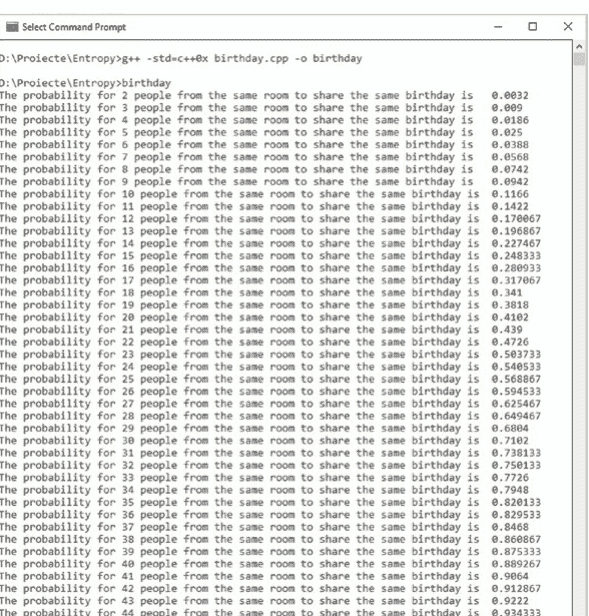 Select Command Prompt
D:\Proiecte\Entropy>g++ -std=c++0x birthday.cpp -o birthday
D:\Proiecte\Entropy>birthday
The probability for 2 people from the same room to share the same birthday is 0.0032
The probability for 3 people from the same room to share the same birthday is 0.009
The probability for 4 people from the same room to share the same birthday is 0.0186
The probability for 5 people from the same room to share the same birthday is 0.025
The probability for 6 people from the same room to share the same birthday is 0.0388
The probability for 7 people from the same room to share the same birthday is 0.0568
The probability for 8 people from the same room to share the same birthday is 0.0742
The probability for 9 people from the same room to share the same birthday is 0.0942
The probability for 10 people from the same room to share the same birthday is 0.1166
The probability for 11 people from the same room to share the same birthday is 0.1422
The probability for 12 people from the same room to share the same birthday is 0.170067
The probability for 13 people from the same room to share the same birthday is 0.196867
The probability for 14 people from the same room to share the same birthday is 0.227467
The probability for 15 people from the same room to share the same birthday is 0.248333
The probability for 16 people from the same room to share the same birthday is 0.280933
The probability for 17 people from the same room to share the same birthday is 0.317067
The probability for 18 people from the same room to share the same birthday is 0.341
The probability for 19 people from the same room to share the same birthday is 0.3818
The probability for 20 people from the same room to share the same birthday is 0.4102
The probability for 21 people from the same room to share the same birthday is 0.439
The probability for 22 people from the same room to share the same birthday is 0.4726
The probability for 23 people from the same room to share the same birthday is 0.503733
The probability for 24 people from the same room to share the same birthday is 0.540533
The probability for 25 people from the same room to share the same birthday is 0.568867
The probability for 26 people from the same room to share the same birthday is 0.594533
The probability for 27 people from the same room to share the same birthday is 0.625467
The probability for 28 people from the same room to share the same birthday is 0.649467
The probability for 29 people from the same room to share the same birthday is 0.6804
The probability for 30 people from the same room to share the same birthday is 0.7102
The probability for 31 people from the same room to share the same birthday is 0.738133
The probability for 32 people from the same room to share the same birthday is 0.750133
The probability for 33 people from the same room to share the same birthday is 0.7726
The probability for 34 people from the same room to share the same birthday is 0.7948
The probability for 35 people from the same room to share the same birthday is 0.820133
The probability for 36 people from the same room to share the same birthday is 0.829533
The probability for 37 people from the same room to share the same birthday is 0.8468
The probability for 38 people from the same room to share the same birthday is 0.860867
The probability for 39 people from the same room to share the same birthday is 0.875333
The probability for 40 people from the same room to share the same birthday is 0.889267
The probability for 41 people from the same room to share the same birthday is 0.9064
The probability for 42 people from the same room to share the same birthday is 0.912867
The probability for 43 people from the same room to share the same birthday is 0.9222
The probability for 44 people from the same room to share the same birthday is 0.934333